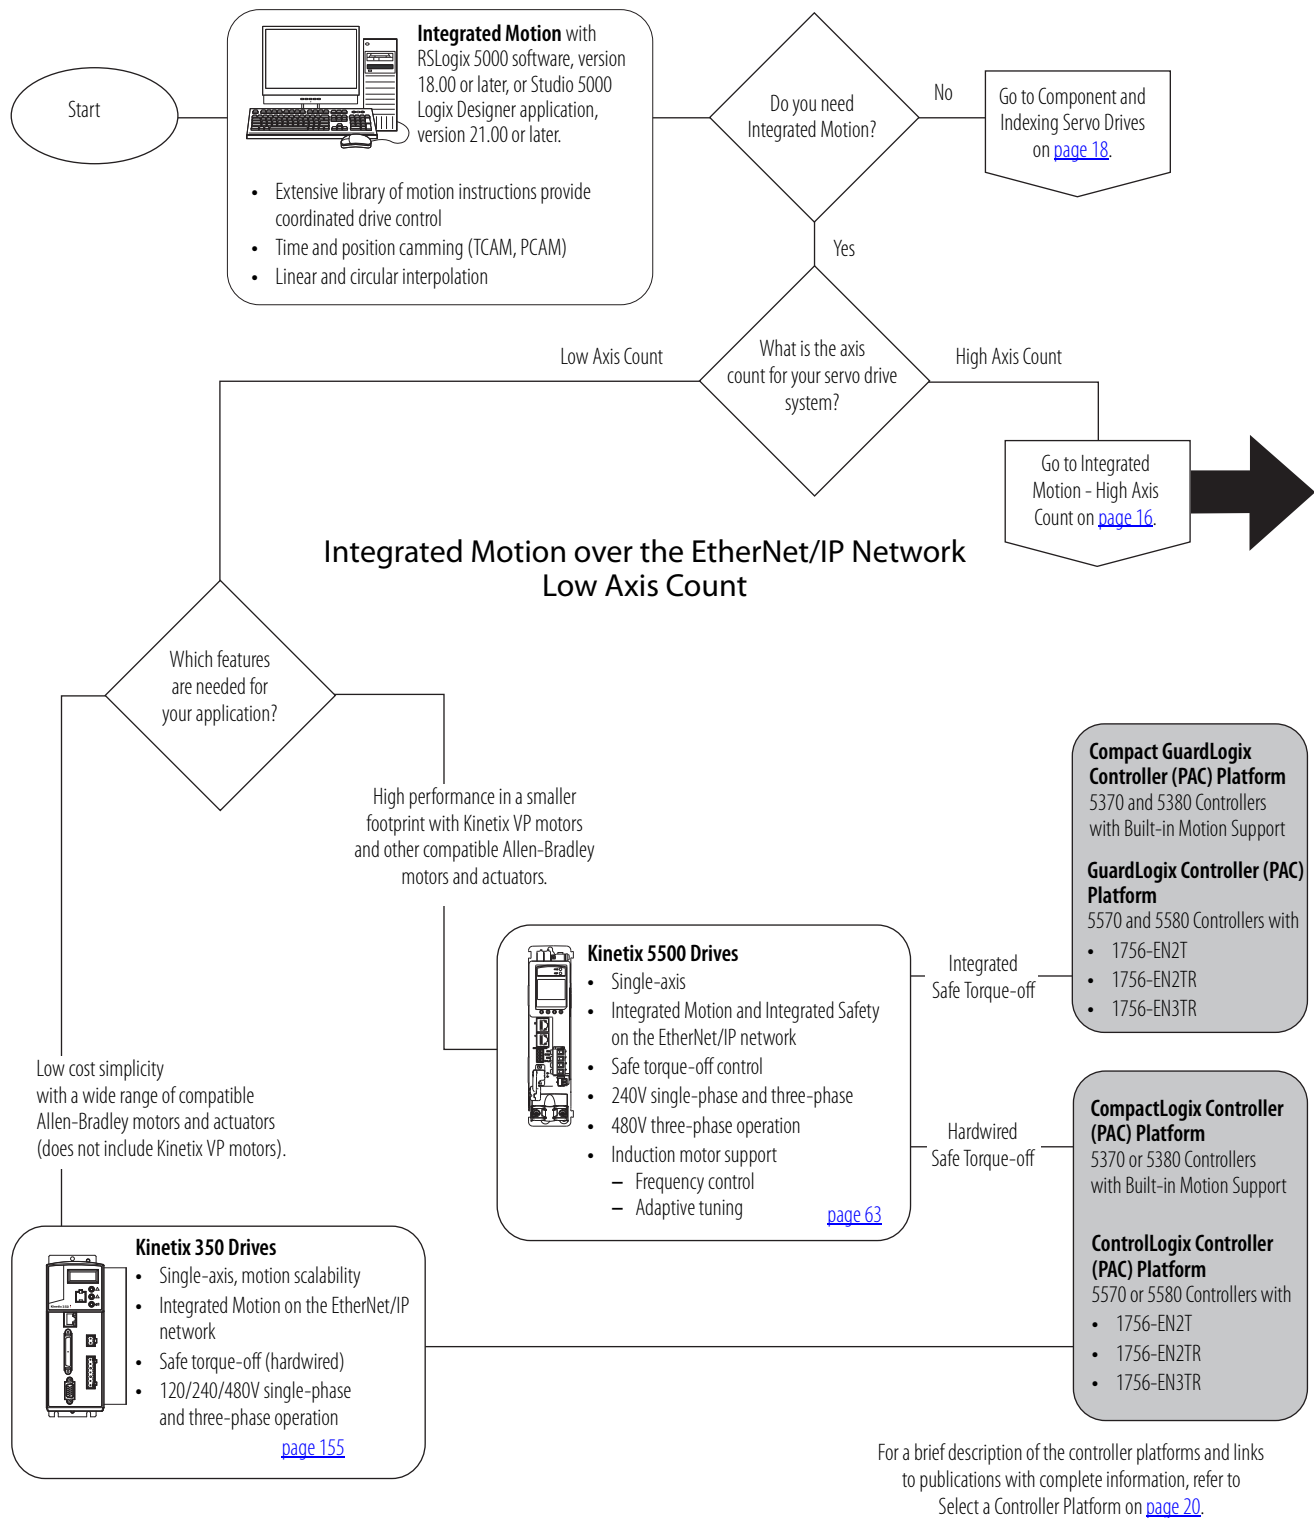 Start
Integrated Motion with
RSLogix 5000 software, version
18.00 or later, or Studio 5000
Logix Designer application,
version 21.00 or later.
• Extensive library of motion instructions provide
coordinated drive control
• Time and position camming (TCAM, PCAM)
• Linear and circular interpolation
Do you need
Integrated Motion?
No
Go to Component and
Indexing Servo Drives
on page 18.
Yes
What is the axis
count for your servo drive
system?
Low Axis Count
High Axis Count
Go to Integrated
Motion - High Axis
Count on page 16.
Integrated Motion over the EtherNet/IP Network
Low Axis Count
Which features
are needed for
your application?
High performance in a smaller
footprint with Kinetix VP motors
and other compatible Allen-Bradley
motors and actuators.
Low cost simplicity
with a wide range of compatible
Allen-Bradley motors and actuators
(does not include Kinetix VP motors).
Kinetix 5500 Drives
• Single-axis
• Integrated Motion and Integrated Safety
on the EtherNet/IP network
• Safe torque-off control
• 240V single-phase and three-phase
• 480V three-phase operation
• Induction motor support
– Frequency control
– Adaptive tuning
page 63
Integrated
Safe Torque-off
Hardwired
Safe Torque-off
Compact GuardLogix
Controller (PAC) Platform
5370 and 5380 Controllers
with Built-in Motion Support
GuardLogix Controller (PAC)
Platform
5570 and 5580 Controllers with
• 1756-EN2T
• 1756-EN2TR
• 1756-EN3TR
CompactLogix Controller
(PAC) Platform
5370 or 5380 Controllers
with Built-in Motion Support
ControlLogix Controller
(PAC) Platform
5570 or 5580 Controllers with
• 1756-EN2T
• 1756-EN2TR
• 1756-EN3TR
Kinetix 350 Drives
• Single-axis, motion scalability
• Integrated Motion on the EtherNet/IP
network
• Safe torque-off (hardwired)
• 120/240/480V single-phase
and three-phase operation
page 155
For a brief description of the controller platforms and links
to publications with complete information, refer to
Select a Controller Platform on page 20.